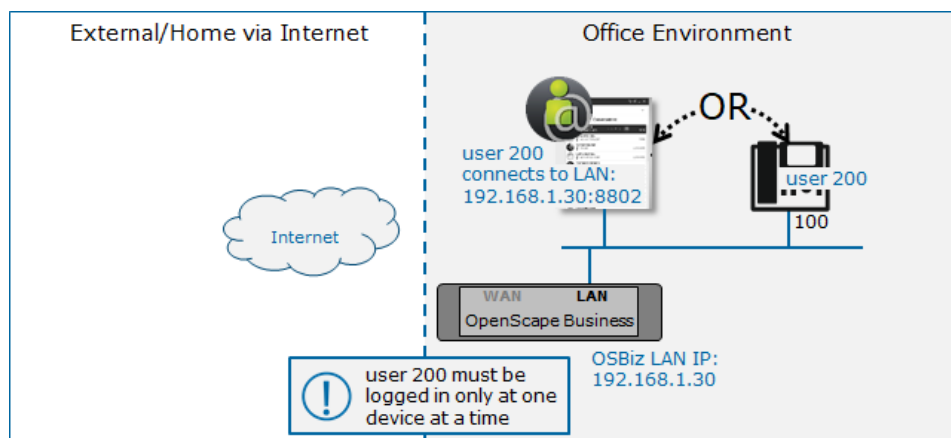 External/Home via Internet
Office Environment
OR
user 200
connects to LAN:
192.168.1.30:8802
user 200
100
Internet
WAN LAN
OpenScape Business
OSBiz LAN IP:
192.168.1.30
user 200 must be
logged in only at one
device at a time